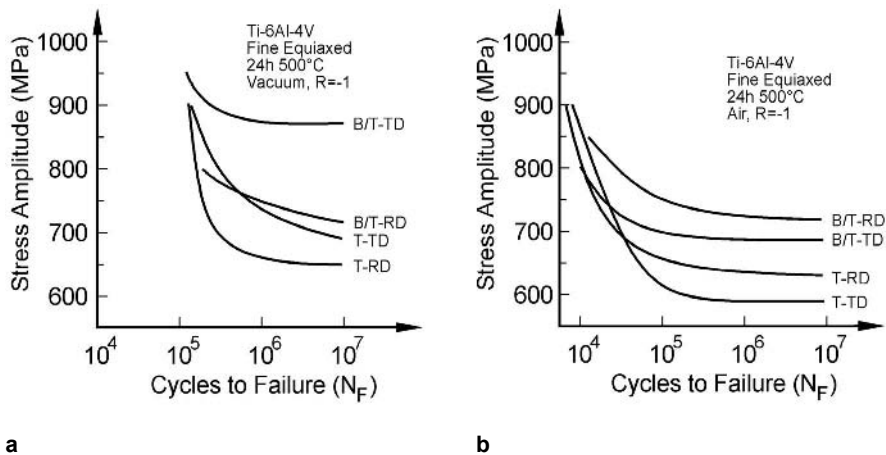 Stress Amplitude (MPa)
1000
900
800
700
600
Ti-6Al-4V
Fine Equiaxed
24h 500°C
Vacuum, R=-1
B/T-TD
B/T-RD
T-TD
T-RD
10^4
10^5
10^6
10^7
Cycles to Failure (N_F)
a
Stress Amplitude (MPa)
1000
900
800
700
600
Ti-6Al-4V
Fine Equiaxed
24h 500°C
Air, R=-1
B/T-RD
B/T-TD
T-RD
T-TD
10^4
10^5
10^6
10^7
Cycles to Failure (N_F)
b